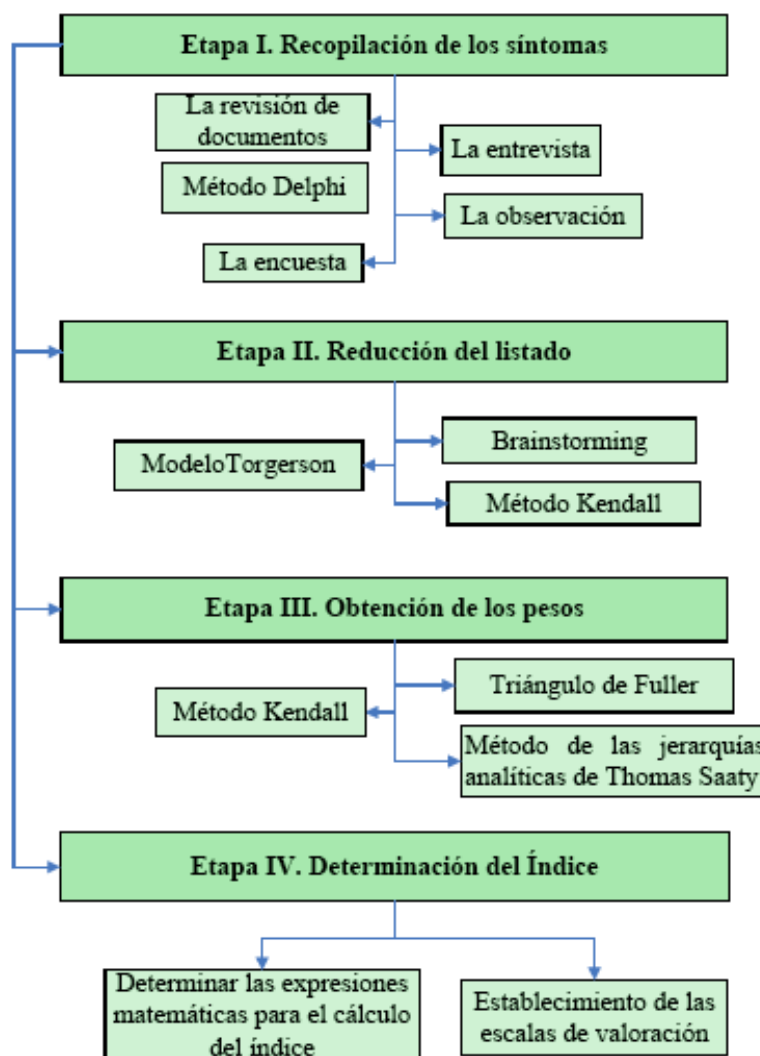 Etapa I. Recopilación de los síntomas
La revisión de
documentos
La entrevista
Método Delphi
La observación
La encuesta
Etapa II. Reducción del listado
Brainstorming
ModeloTorgerson
Método Kendall
Etapa III. Obtención de los pesos
Triángulo de Fuller
Método Kendall
Método de las jerarquías
analíticas de Thomas Saaty
Etapa IV. Determinación del Índice
Determinar las expresiones
matemáticas para el cálculo
del índice
Establecimiento de las
escalas de valoración